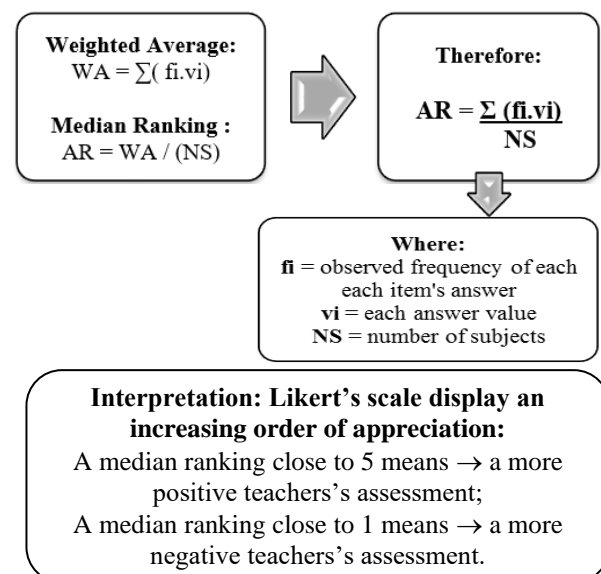 Weighted Average:
WA = ∑( fi.vi)
Median Ranking :
AR = WA / (NS)
Therefore:
AR = Σ (fi.vi)
NS
Where:
fi = observed frequency of each
each item's answer
vi = each answer value
NS = number of subjects
Interpretation: Likert’s scale display an
increasing order of appreciation:
A median ranking close to 5 means → a more
positive teachers’s assessment;
A median ranking close to 1 means → a more
negative teachers’s assessment.